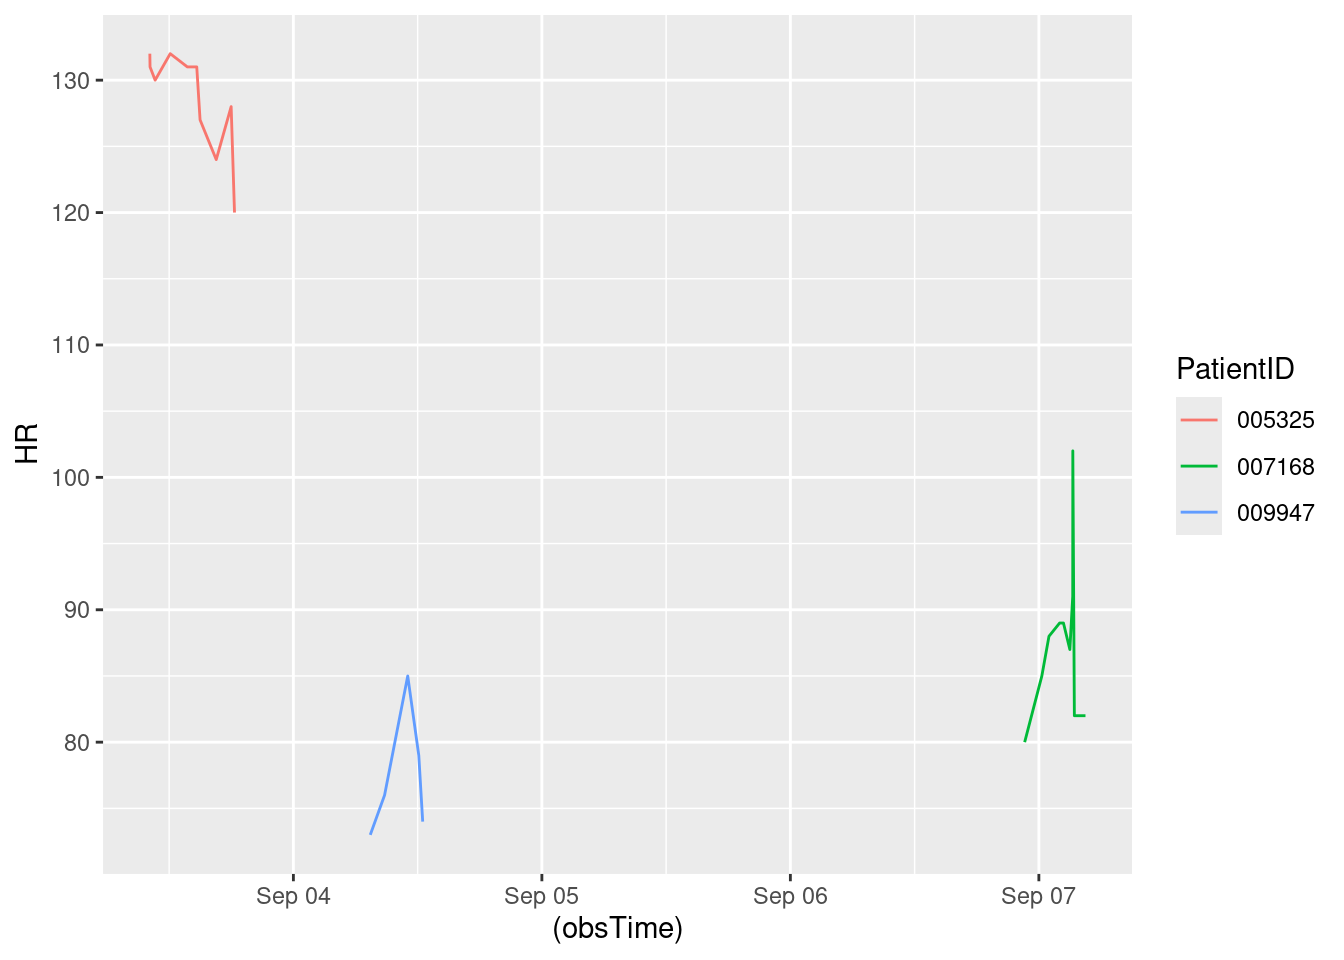 130
120
110
100
90
80
HR
Sep 04
Sep 05
Sep 06
Sep 07
(obsTime)
PatientID
005325
007168
009947